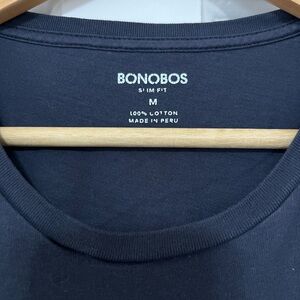 BONOBOS
SLIM FIT
M
100% COTTON
MADE IN PERU